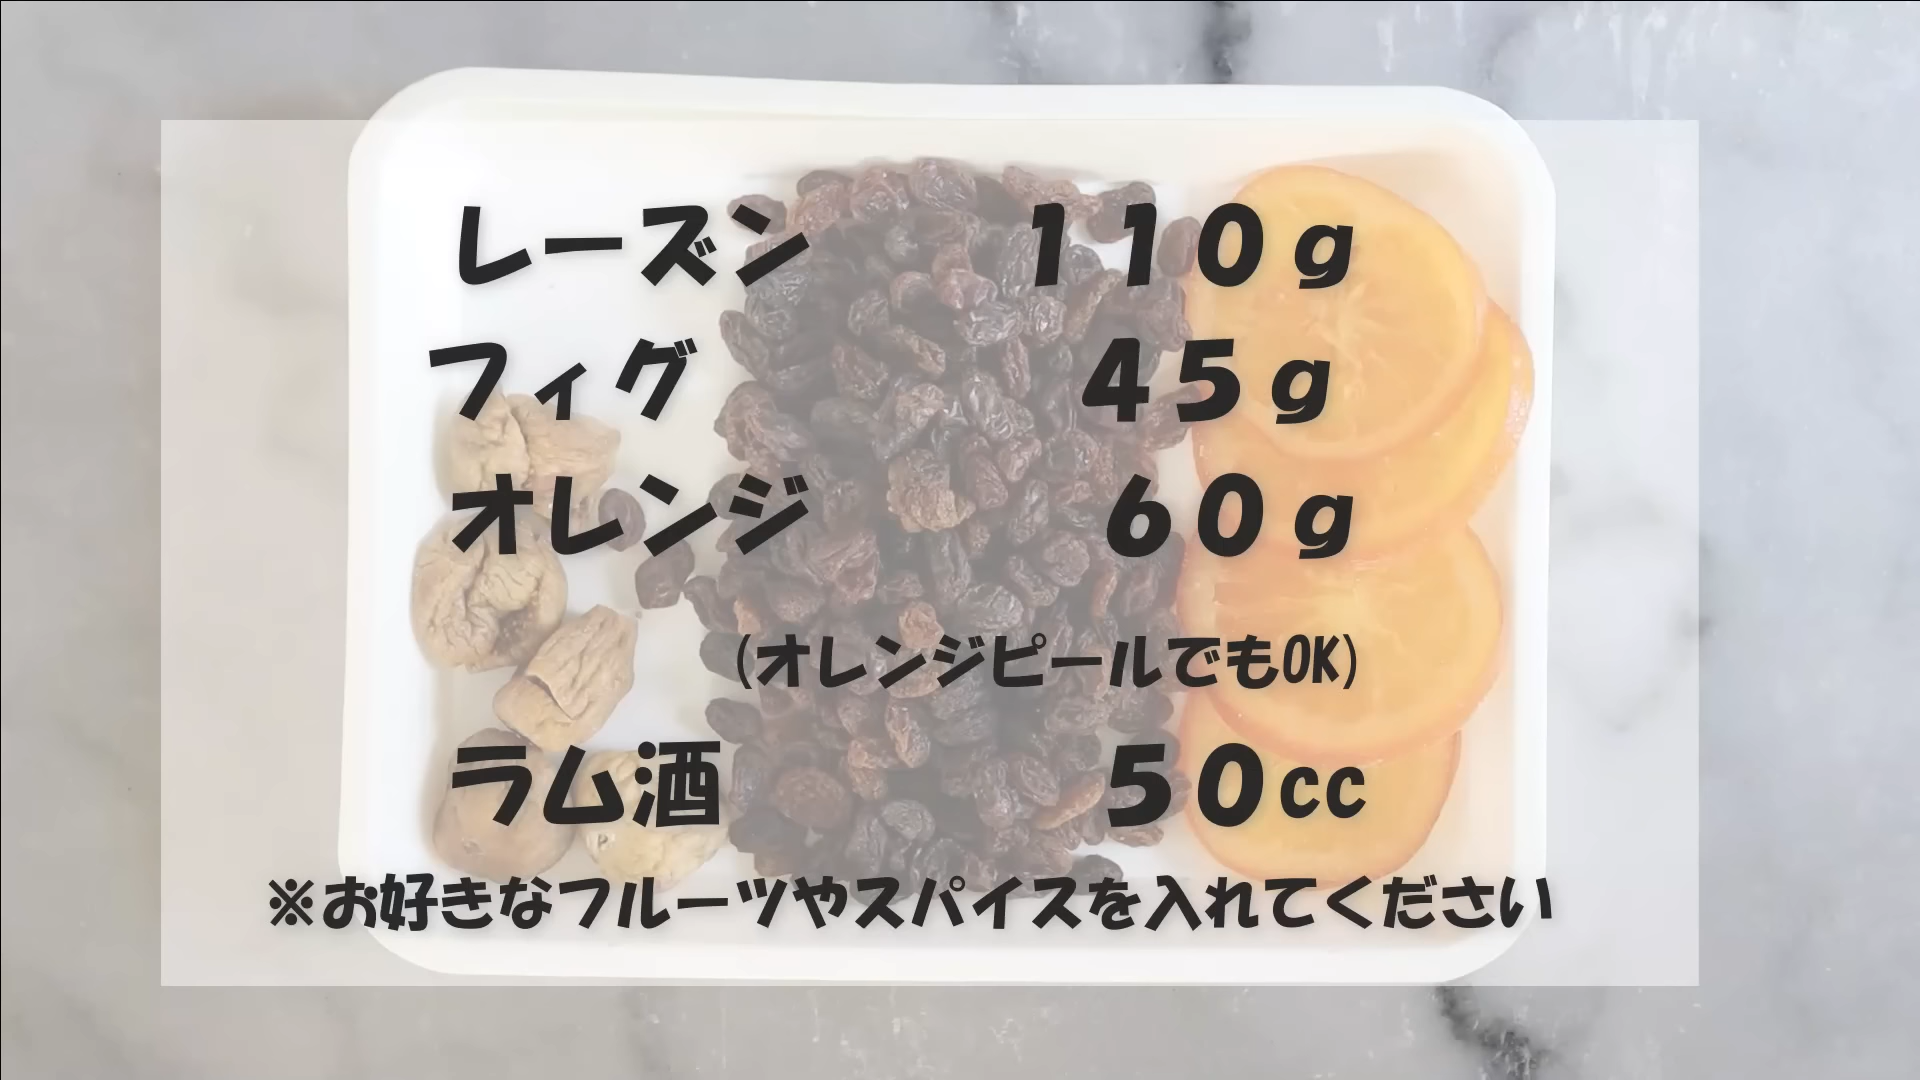 レーズン　１１０ｇ
フィグ　４５ｇ
オレンジ　６０ｇ
(オレンジピールでもOK)
ラム酒　５０cc
※お好きなフルーツやスパイスを入れてください